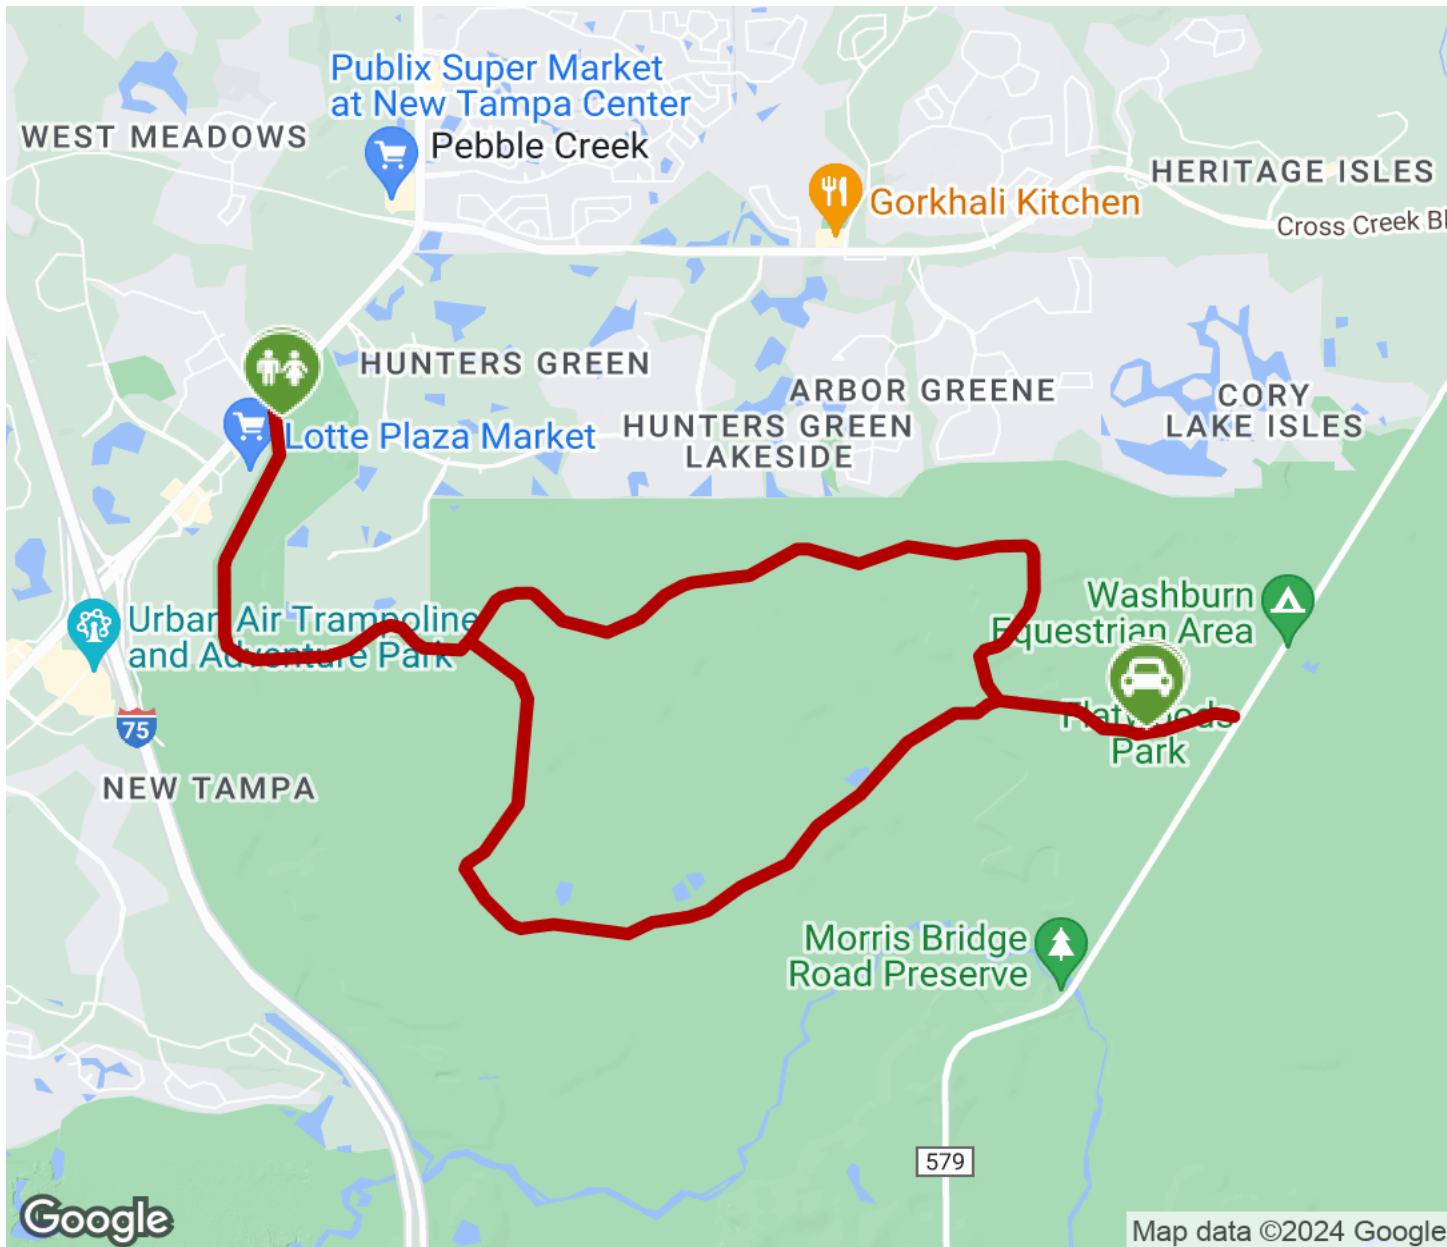 Publix Super Market
at New Tampa Center
WEST MEADOWS
Pebble Creek
HERITAGE ISLES
Gorkhali Kitchen
Cross Creek Bl
HUNTERS GREEN
ARBOR GREENE
CORY
LAKE ISLES
Lotte Plaza Market
HUNTERS GREEN
LAKESIDE
Washburn
Equestrian Area
Urban Air Trampoline
and Adventure Park
Flatwoods
Park
75
NEW TAMPA
Morris Bridge
Road Preserve
579
Google
Map data ©2024 Google